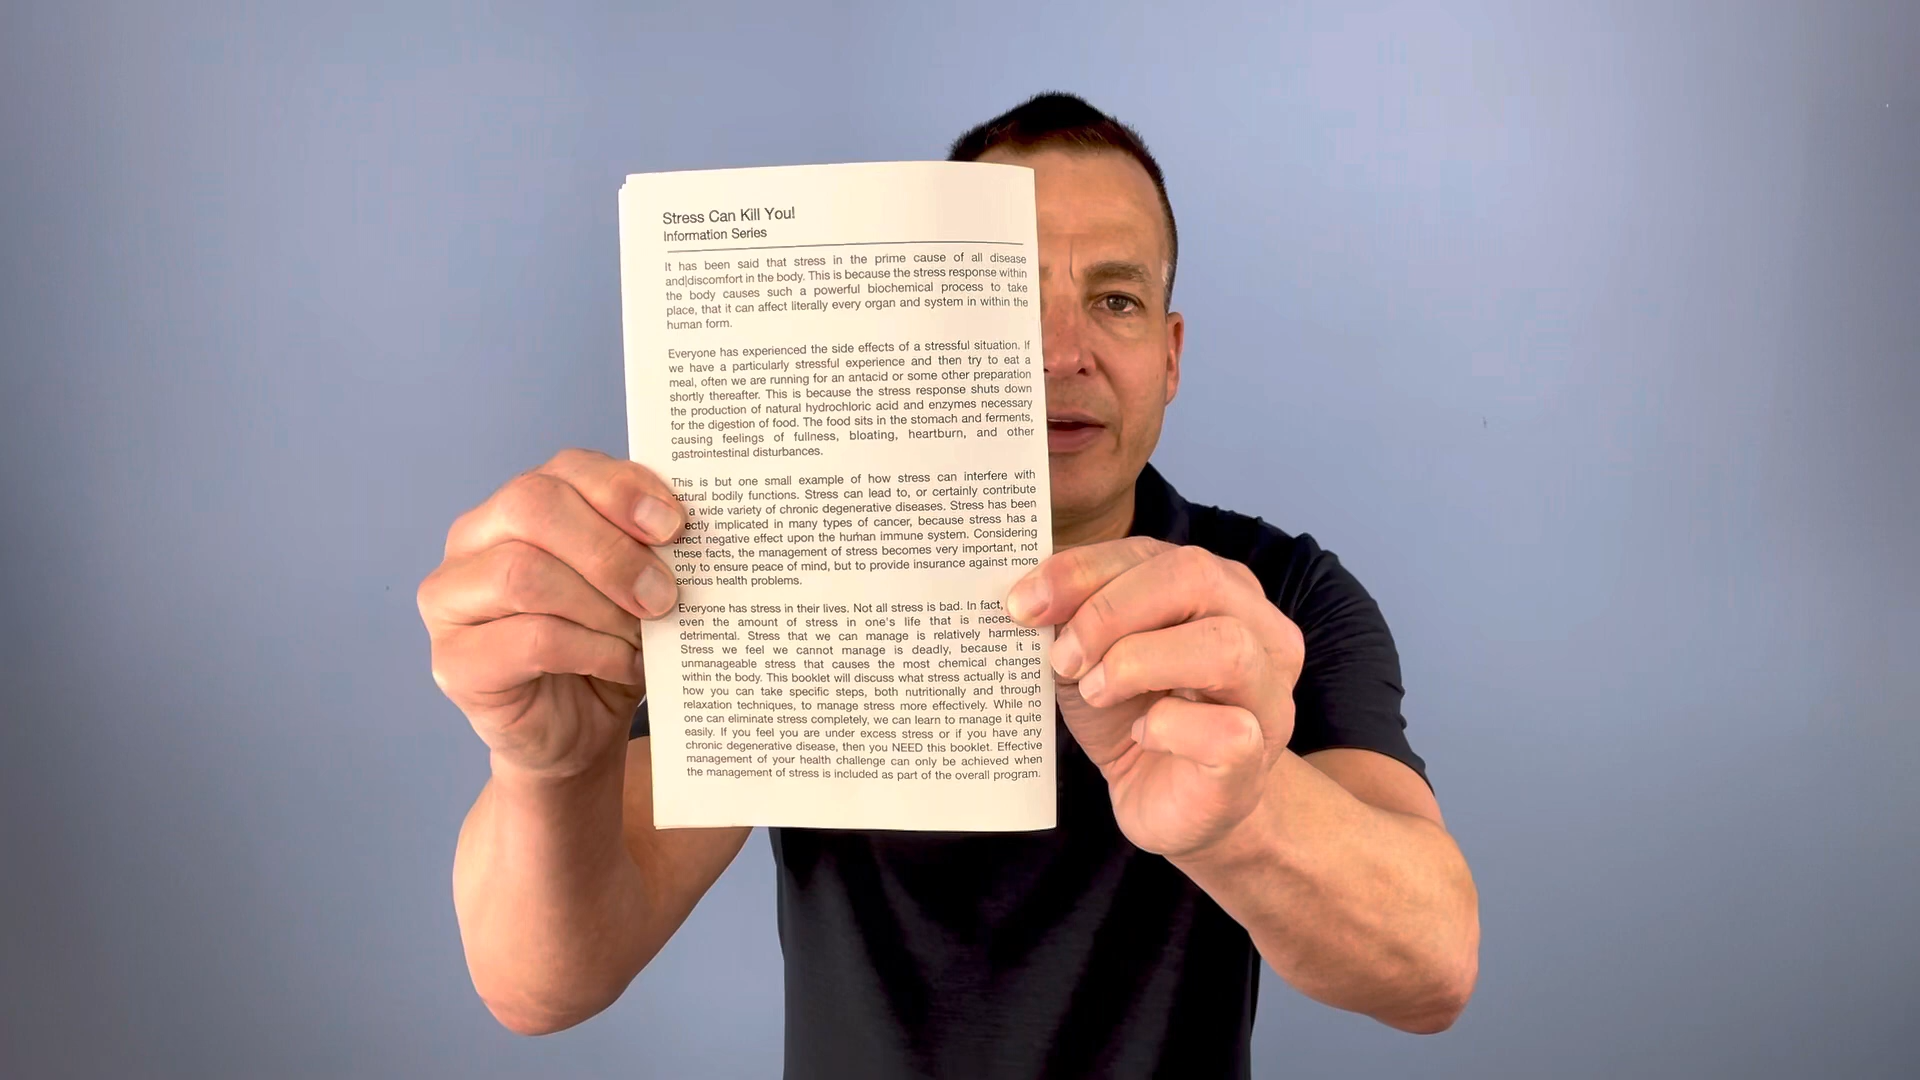 Stress Can Kill You!
Information Series
It has been said that stress in the prime cause of all disease
and|discomfort in the body. This is because the stress response within
the body causes such a powerful biochemical process to take
place, that it can affect literally every organ and system in within the
human form.
Everyone has experienced the side effects of a stressful situation. If
we have a particularly stressful experience and then try to eat a
meal, often we are running for an antacid or some other preparation
shortly thereafter. This is because the stress response shuts down
the production of natural hydrochloric acid and enzymes necessary
for the digestion of food. The food sits in the stomach and ferments,
causing feelings of fullness, bloating, heartburn, and other
gastrointestinal disturbances.
This is but one small example of how stress can interfere with
natural bodily functions. Stress can lead to, or certainly contribute
a wide variety of chronic degenerative diseases. Stress has been
implicated in many types of cancer, because stress has a
direct negative effect upon the human immune system. Considering
these facts, the management of stress becomes very important, not
only to ensure peace of mind, but to provide insurance against more
serious health problems.
Everyone has stress in their lives. Not all stress is bad. In fact,
even the amount of stress in one's life that is
detrimental. Stress that we can manage is relatively harmless.
Stress we feel we cannot manage is deadly, because it is
unmanageable stress that causes the most chemical changes
within the body. This booklet will discuss what stress actually is and
how you can take specific steps, both nutritionally and through
relaxation techniques, to manage stress more effectively. While no
one can eliminate stress completely, we can learn to manage it quite
easily. If you feel you are under excess stress or if you have any
chronic degenerative disease, then you NEED this booklet. Effective
management of your health challenge can only be achieved when
the management of stress is included as part of the overall program.